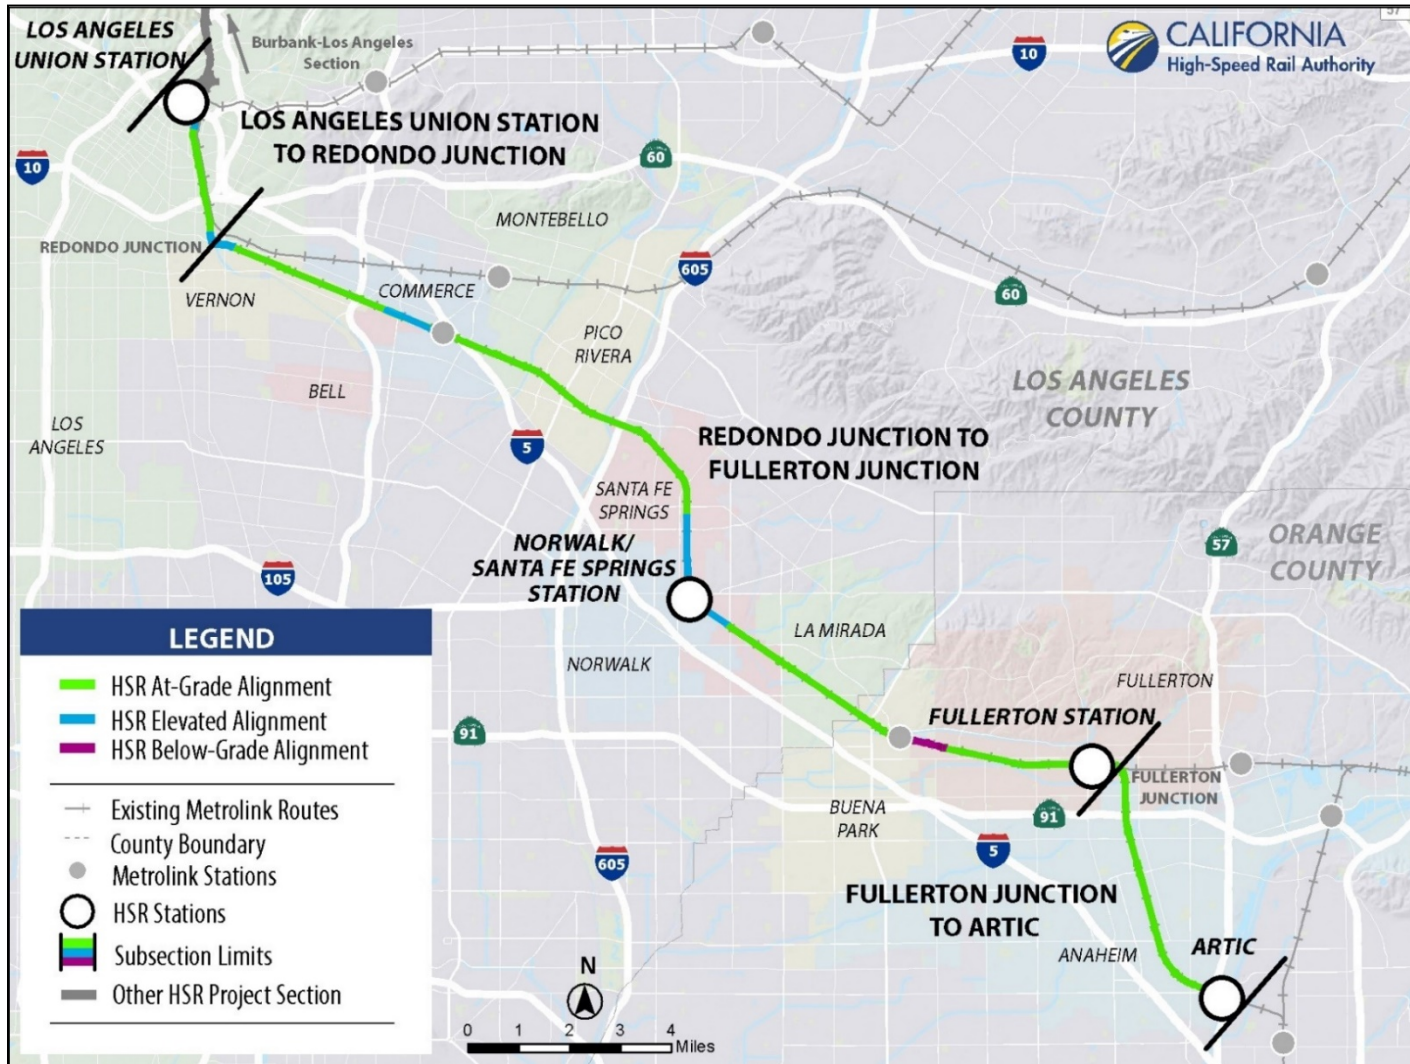 LOS ANGELES
UNION STATION
Burbank-Los Angeles
Section
10
57
CALIFORNIA
High-Speed Rail Authority
LOS ANGELES UNION STATION
TO REDONDO JUNCTION
10
60
MONTEBELLO
REDONDO JUNCTION
605
VERNON
COMMERCE
60
PICO
RIVERA
BELL
LOS ANGELES
COUNTY
LOS
ANGELES
5
REDONDO JUNCTION TO
FULLERTON JUNCTION
SANTA FE
SPRINGS
NORWALK/
SANTA FE SPRINGS
STATION
57
ORANGE
COUNTY
105
LA MIRADA
NORWALK
FULLERTON
FULLERTON STATION
91
FULLERTON
JUNCTION
BUENA
PARK
91
5
605
FULLERTON JUNCTION
TO ARTIC
ANAHEIM
ARTIC
LEGEND
HSR At-Grade Alignment
HSR Elevated Alignment
HSR Below-Grade Alignment
Existing Metrolink Routes
County Boundary
Metrolink Stations
HSR Stations
Subsection Limits
Other HSR Project Section
N
0 1 2 3 4
Miles